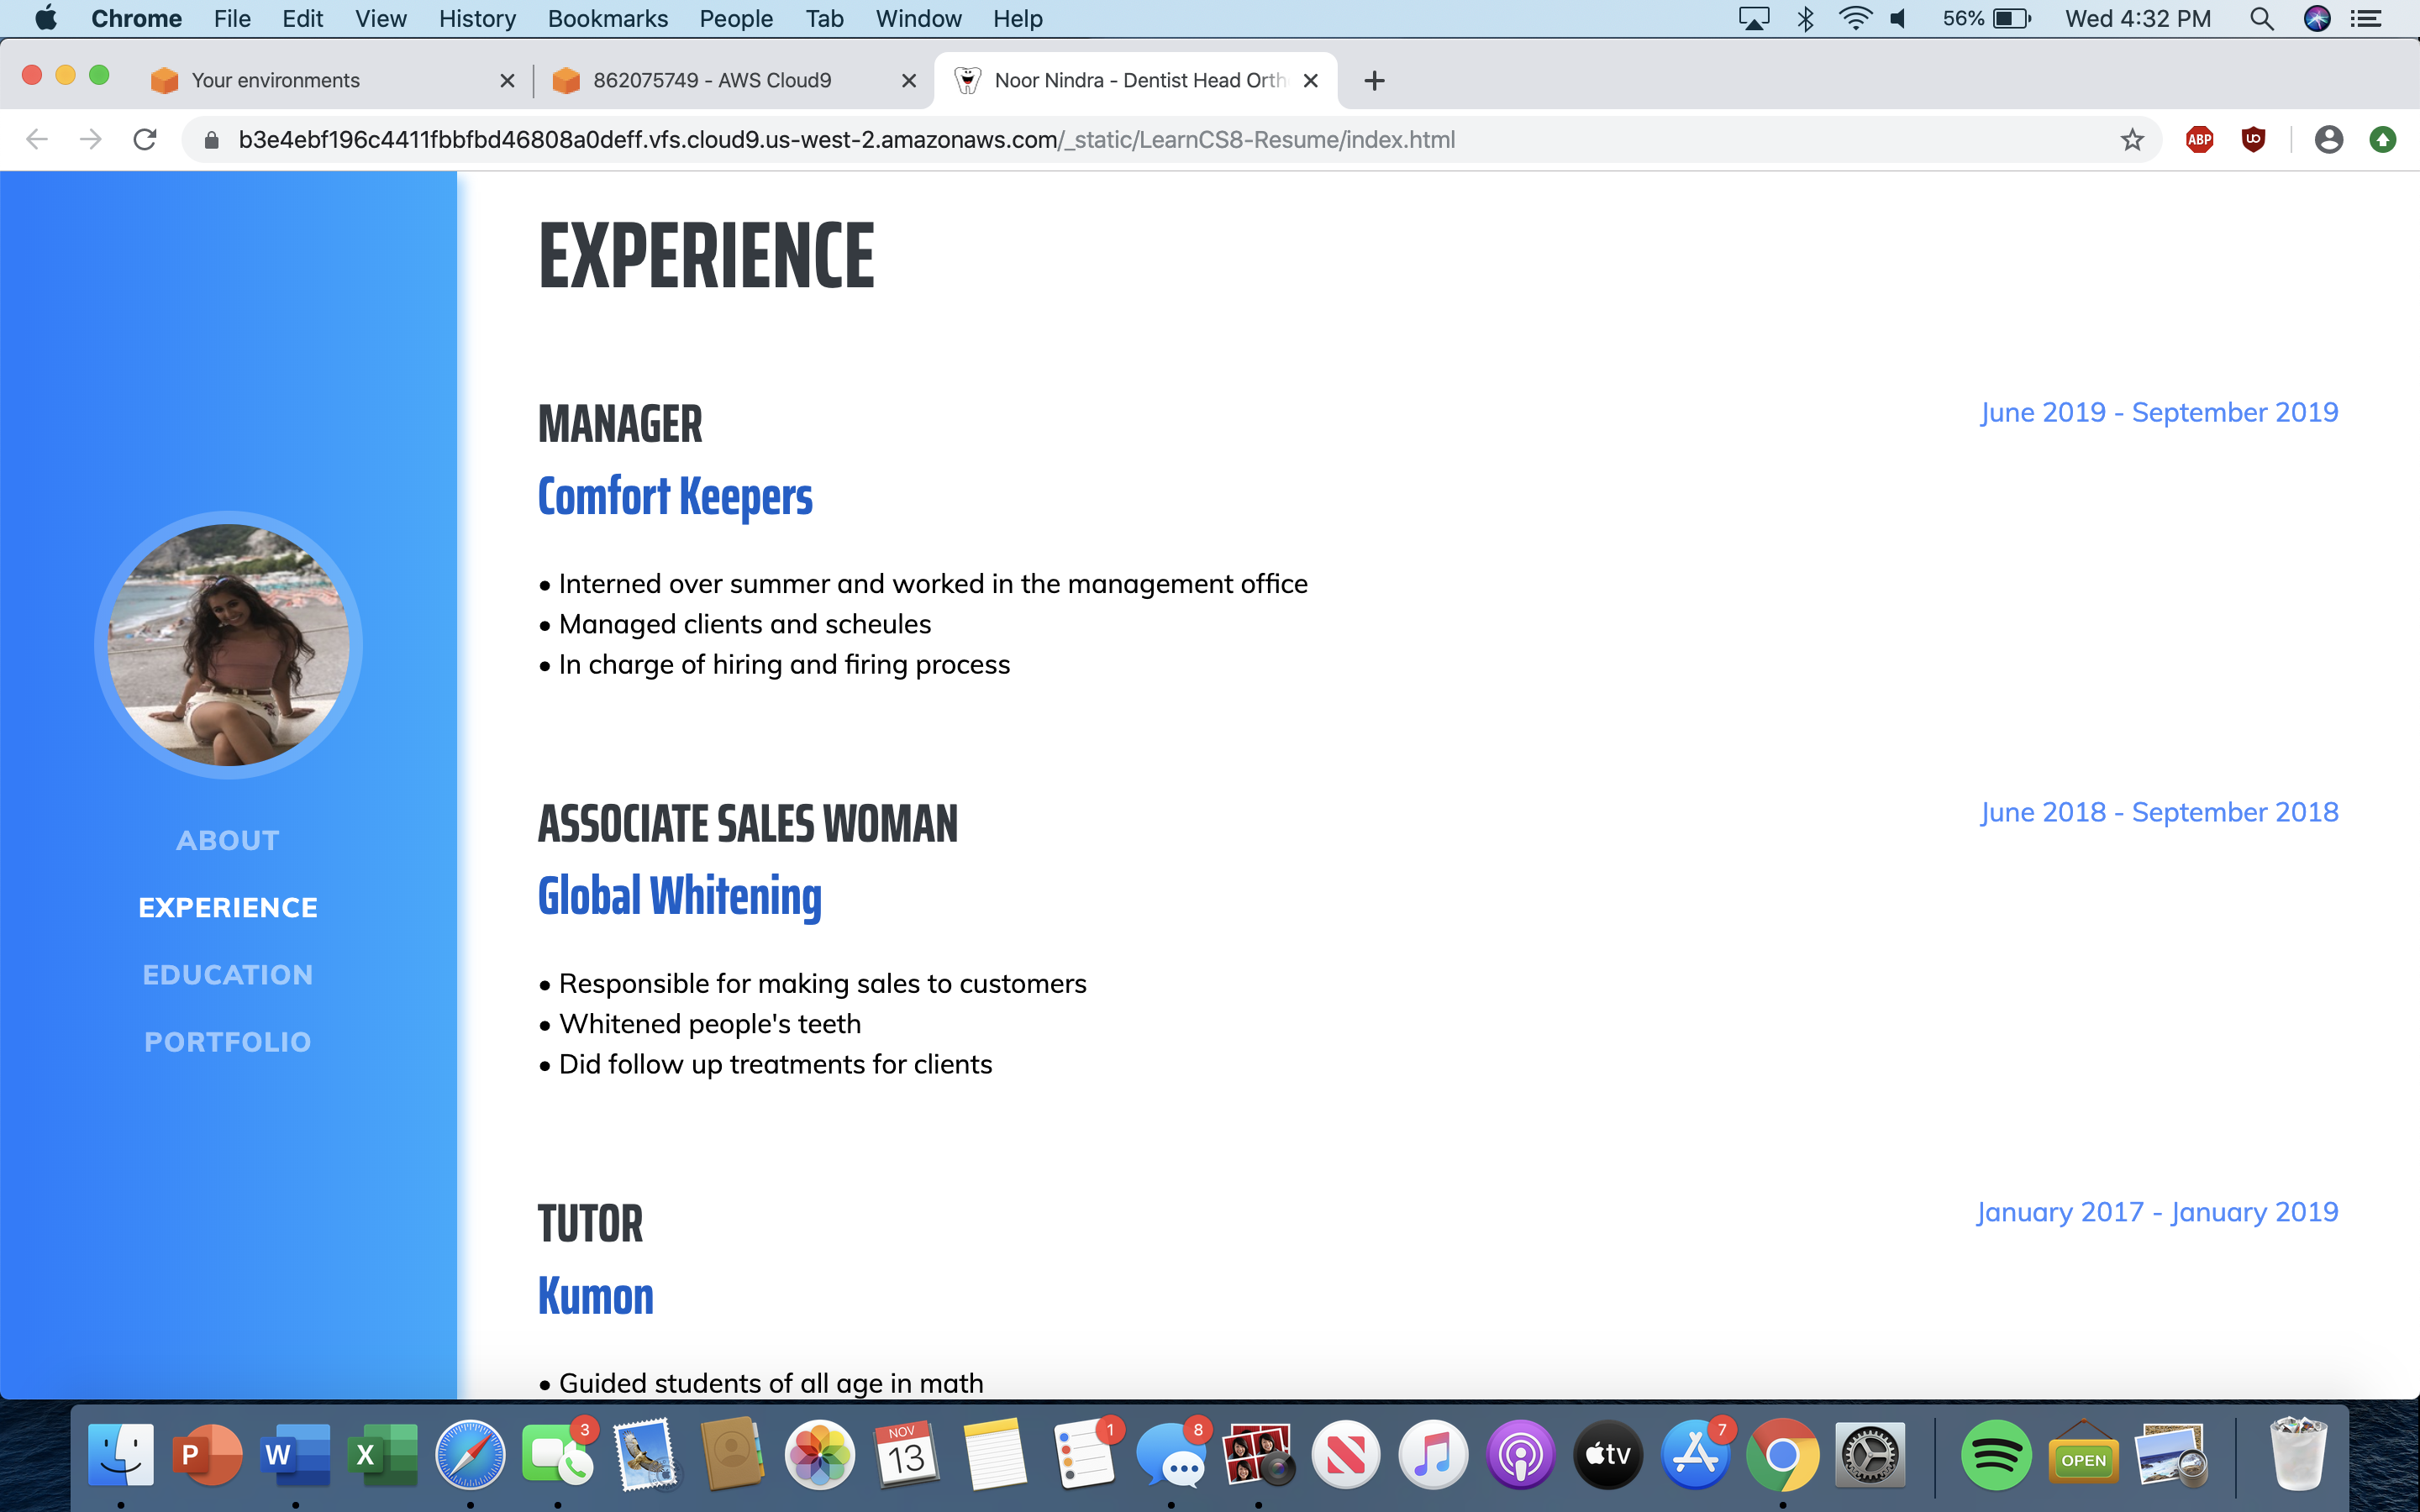 Chrome File Edit View History Bookmarks People Tab Window Help 56% Wed 4:32 PM
Your environments 862075749 - AWS Cloud9 Noor Nindra - Dentist Head Orth
b3e4ebf196c4411fbbfbd46808a0deff.vfs.cloud9.us-west-2.amazonaws.com/_static/LearnCS8-Resume/index.html ABP
EXPERIENCE
MANAGER June 2019 - September 2019
Comfort Keepers
• Interned over summer and worked in the management office
• Managed clients and scheules
• In charge of hiring and firing process
ABOUT
EXPERIENCE
EDUCATION
PORTFOLIO
ASSOCIATE SALES WOMAN June 2018 - September 2018
Global Whitening
• Responsible for making sales to customers
• Whitened people's teeth
• Did follow up treatments for clients
TUTOR January 2017 - January 2019
Kumon
• Guided students of all age in math
P W X 3 NOV 13 1 8 tv 7 OPEN